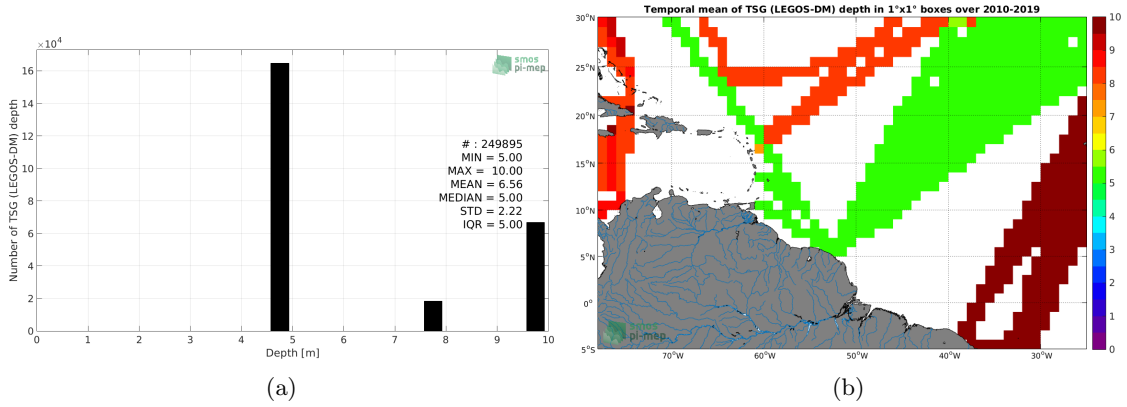 ×10⁴
16
14
12
10
8
6
4
2
0
Number of TSG (LEGOS-DM) depth
smos
pi-mep
# : 249895
MIN = 5.00
MAX = 10.00
MEAN = 6.56
MEDIAN = 5.00
STD = 2.22
IQR = 5.00
0 1 2 3 4 5 6 7 8 9 10
Depth [m]
(a)
Temporal mean of TSG (LEGOS-DM) depth in 1°x1° boxes over 2010-2019
30°N
25°N
20°N
15°N
10°N
5°N
0°
5°S
70°W 60°W 50°W 40°W 30°W
smos
pi-mep
10
9
8
7
6
5
4
3
2
1
0
(b)